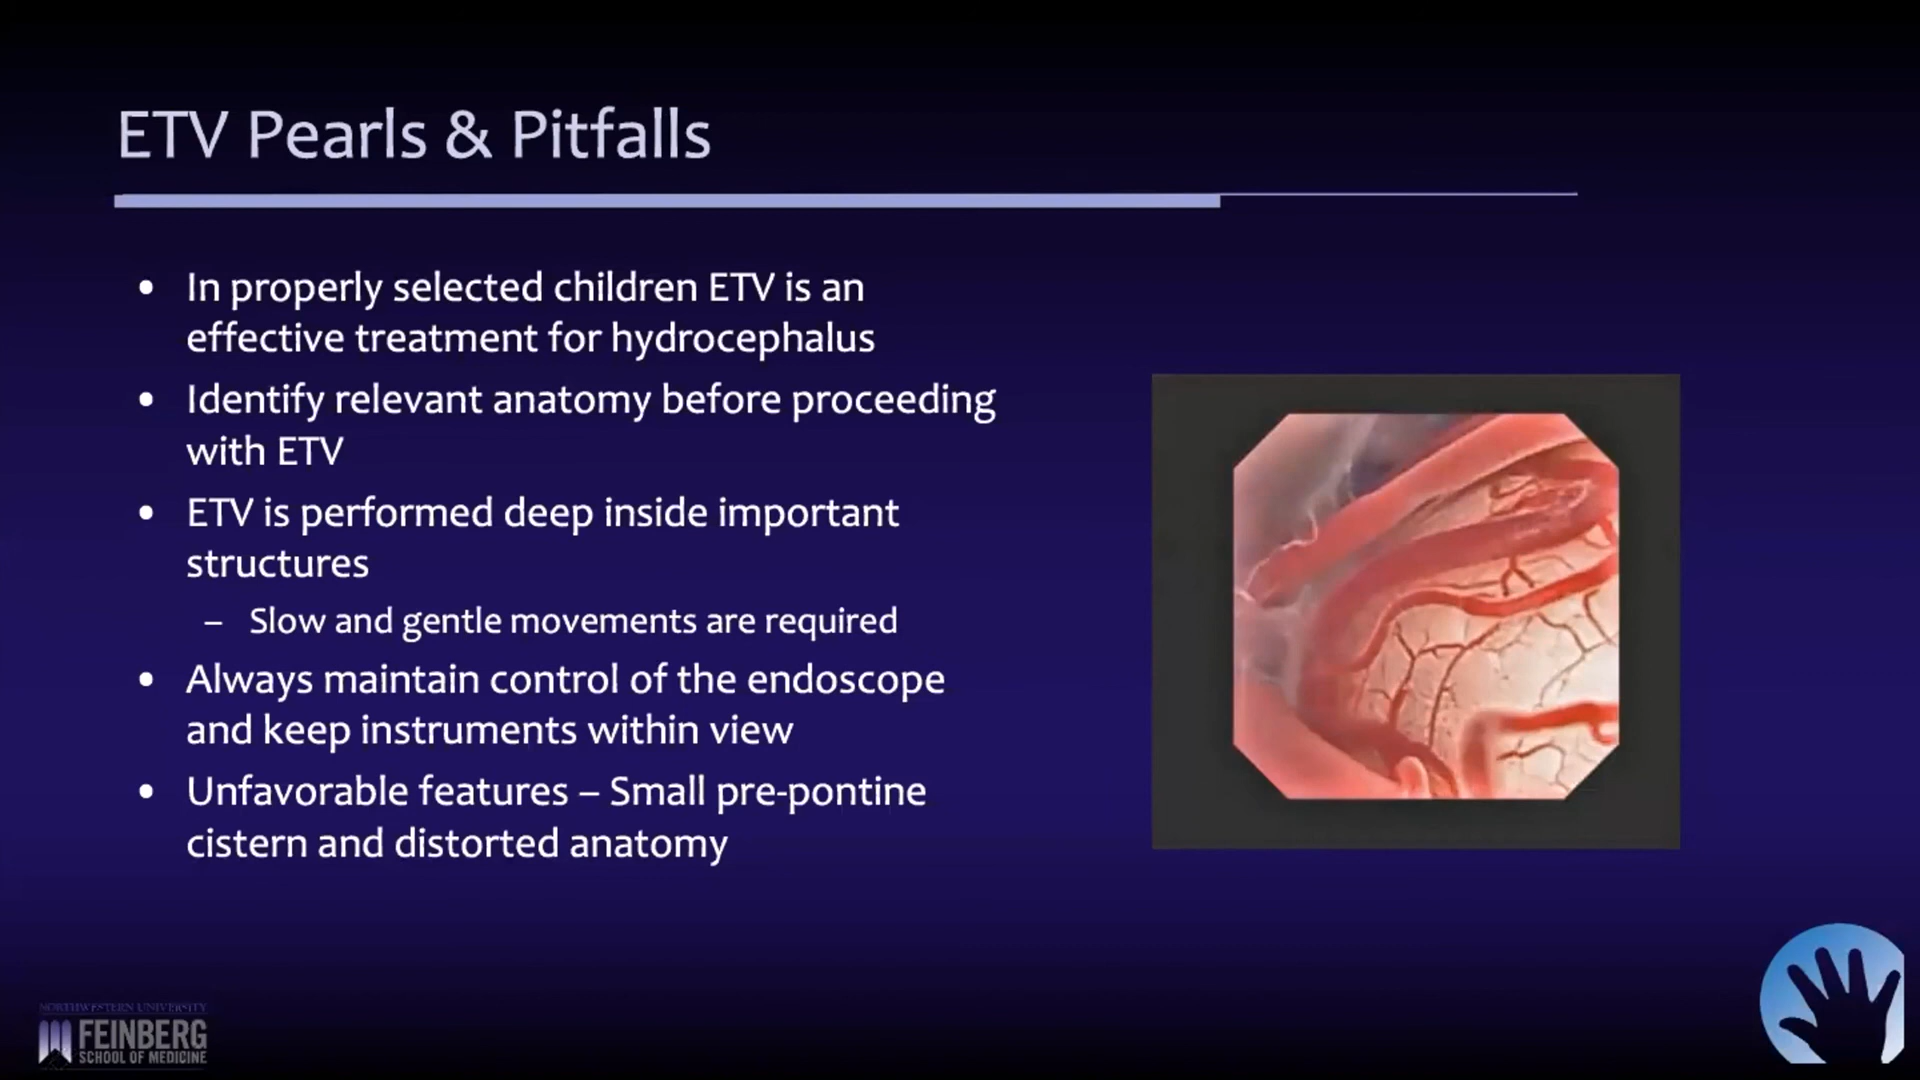 ETV Pearls & Pitfalls
• In properly selected children ETV is an
effective treatment for hydrocephalus
• Identify relevant anatomy before proceeding
with ETV
• ETV is performed deep inside important
structures
– Slow and gentle movements are required
• Always maintain control of the endoscope
and keep instruments within view
• Unfavorable features – Small pre-pontine
cistern and distorted anatomy
NORTHWESTERN UNIVERSITY
FEINBERG
SCHOOL OF MEDICINE